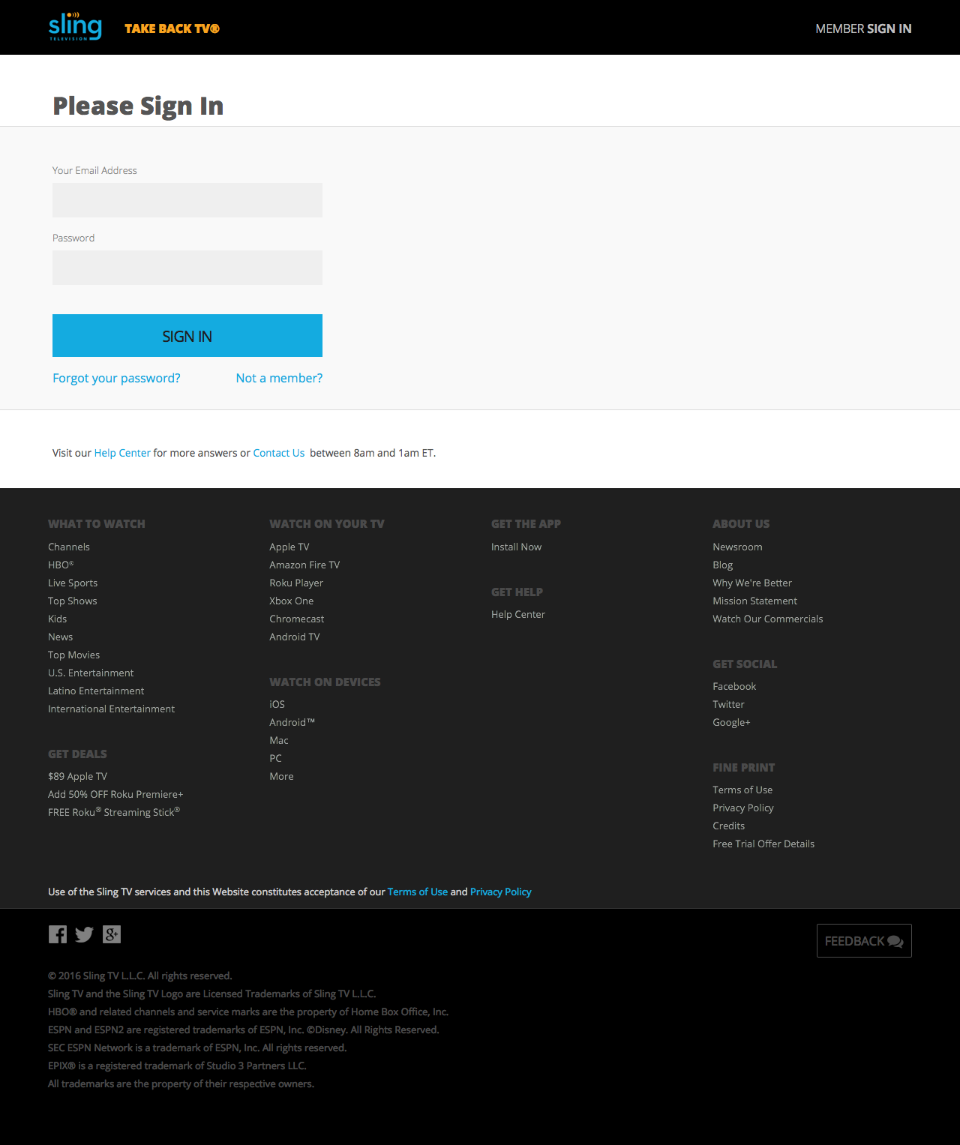 sling
TELEVISION
TAKE BACK TV®
MEMBER SIGN IN
Please Sign In
Your Email Address
Password
SIGN IN
Forgot your password?
Not a member?
Visit our Help Center for more answers or Contact Us between 8am and 1am ET.
WHAT TO WATCH
Channels
HBO®
Live Sports
Top Shows
Kids
News
Top Movies
U.S. Entertainment
Latino Entertainment
International Entertainment
GET DEALS
$89 Apple TV
Add 50% OFF Roku Premiere+
FREE Roku® Streaming Stick®
WATCH ON YOUR TV
Apple TV
Amazon Fire TV
Roku Player
Xbox One
Chromecast
Android TV
WATCH ON DEVICES
iOS
Android™
Mac
PC
More
GET THE APP
Install Now
GET HELP
Help Center
ABOUT US
Newsroom
Blog
Why We're Better
Mission Statement
Watch Our Commercials
GET SOCIAL
Facebook
Twitter
Google+
FINE PRINT
Terms of Use
Privacy Policy
Credits
Free Trial Offer Details
Use of the Sling TV services and this Website constitutes acceptance of our Terms of Use and Privacy Policy
FEEDBACK
© 2016 Sling TV L.L.C. All rights reserved.
Sling TV and the Sling TV Logo are Licensed Trademarks of Sling TV L.L.C.
HBO® and related channels and service marks are the property of Home Box Office, Inc.
ESPN and ESPN2 are registered trademarks of ESPN, Inc. ©Disney. All Rights Reserved.
SEC ESPN Network is a trademark of ESPN, Inc. All rights reserved.
EPIX® is a registered trademark of Studio 3 Partners LLC.
All trademarks are the property of their respective owners.